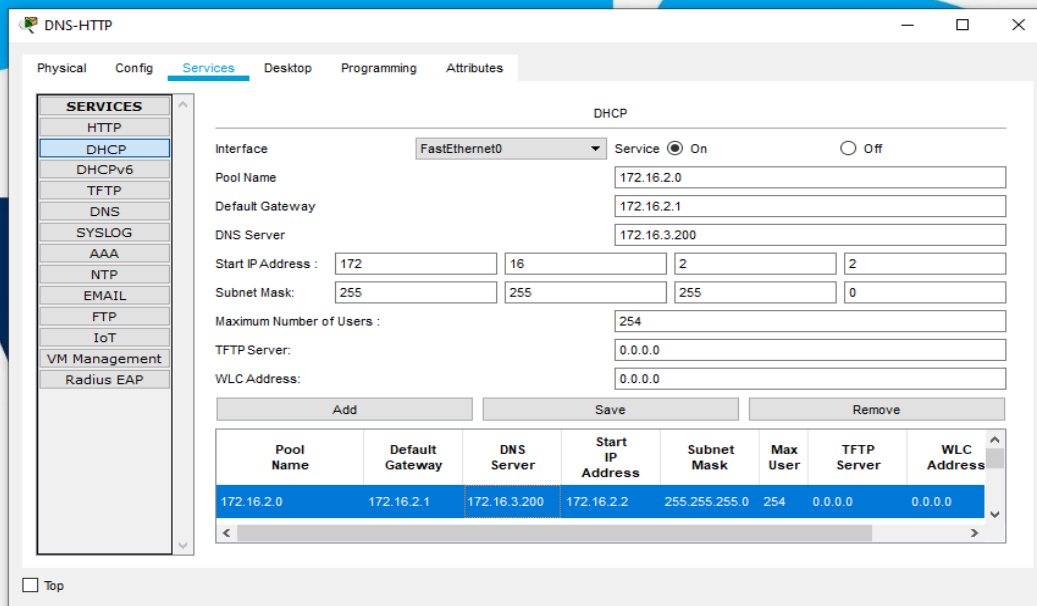 DNS-HTTP
Physical Config Services Desktop Programming Attributes
SERVICES
HTTP
DHCP
DHCPv6
TFTP
DNS
SYSLOG
AAA
NTP
EMAIL
FTP
IoT
VM Management
Radius EAP
DHCP
Interface FastEthernet0 Service On Off
Pool Name 172.16.2.0
Default Gateway 172.16.2.1
DNS Server 172.16.3.200
Start IP Address : 172 16 2 2
Subnet Mask: 255 255 255 0
Maximum Number of Users : 254
TFTP Server: 0.0.0.0
WLC Address: 0.0.0.0
Add Save Remove
Pool Name Default Gateway DNS Server Start IP Address Subnet Mask Max User TFTP Server WLC Address
172.16.2.0 172.16.2.1 172.16.3.200 172.16.2.2 255.255.255.0 254 0.0.0.0 0.0.0.0
Top